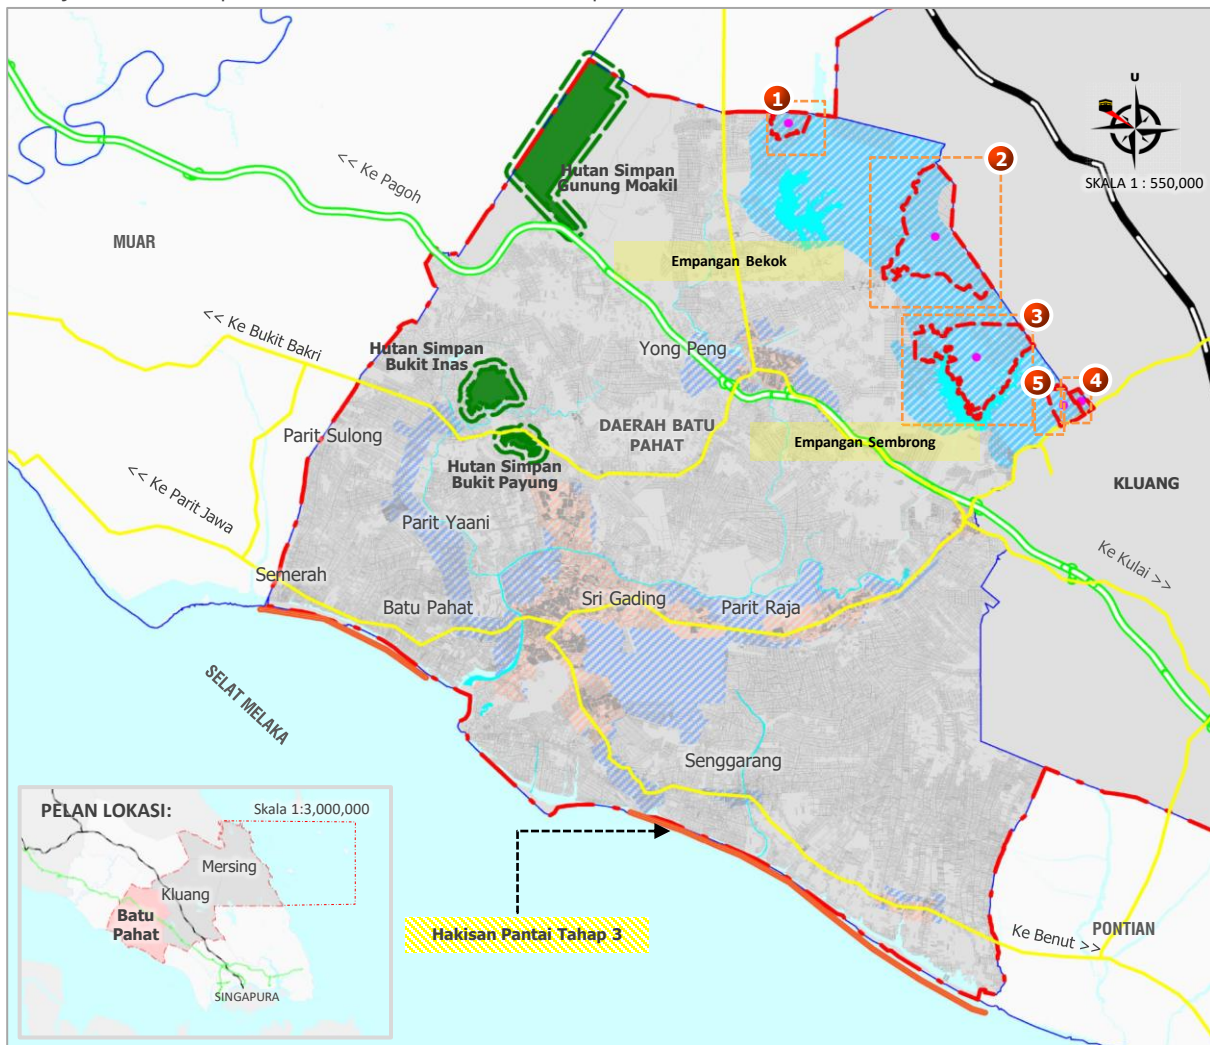 1
U
2
SKALA 1 : 550,000
Hutan Simpan
Gunung Moakil
<< Ke Pagoh
MUAR
Empangan Bekok
<< Ke Bukit Bakri
3
Hutan Simpan
Bukit Inas
Yong Peng
5
4
DAERAH BATU
PAHAT
Empangan Sembrong
Parit Sulong
Hutan Simpan
Bukit Payung
KLUANG
<< Ke Parit Jawa
Parit Yaani
Ke Kulai >>
Semerah
Batu Pahat
Sri Gading
Parit Raja
SELAT MELAKA
Senggarang
PELAN LOKASI:
Skala 1:3,000,000
Mersing
Kluang
Batu
Pahat
SINGAPURA
Hakisan Pantai Tahap 3
Ke Benut >>
PONTIAN